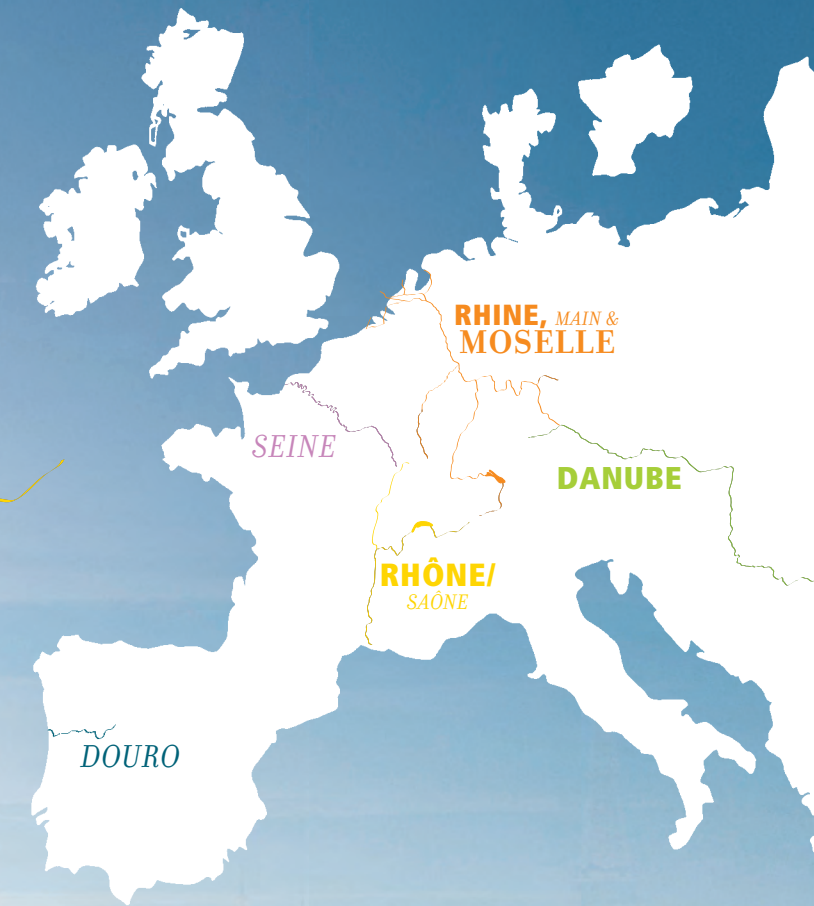 RHINE, MAIN &
MOSELLE
SEINE
DANUBE
RHÔNE/
SAÔNE
DOURO